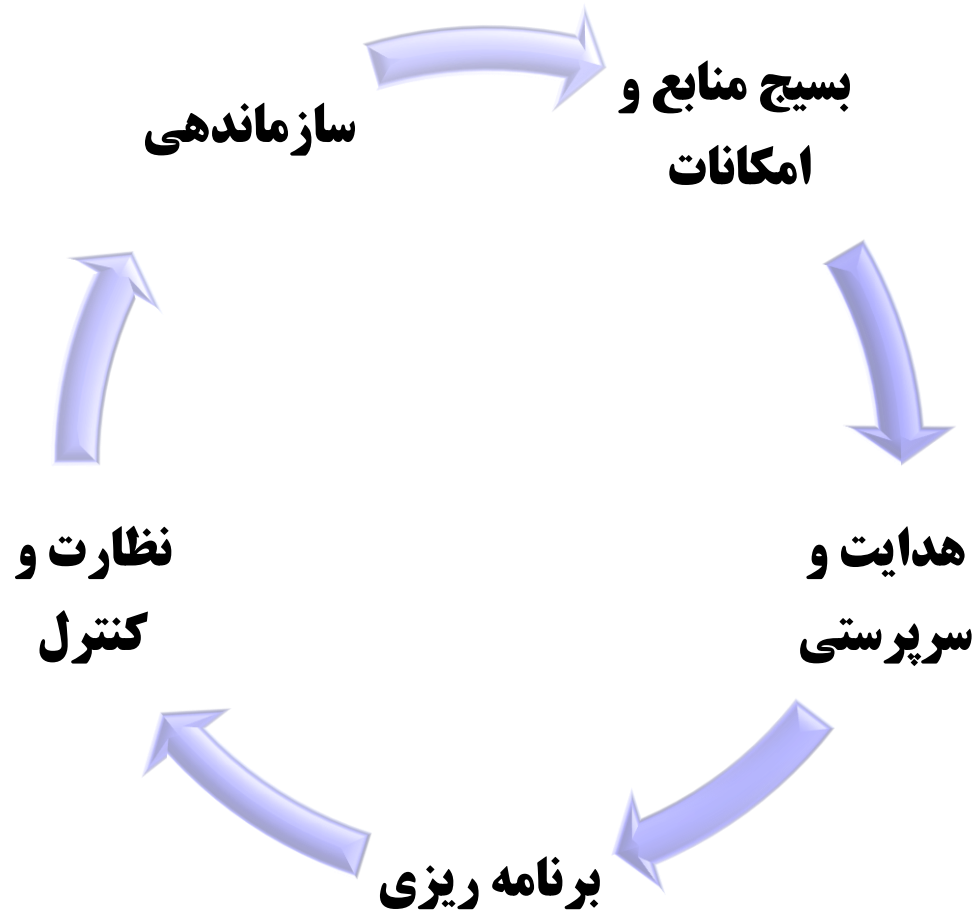 بسیج منابع و
امکانات
هدایت و
سرپرستی
برنامه ریزی
نظارت و
کنترل
سازماندهی